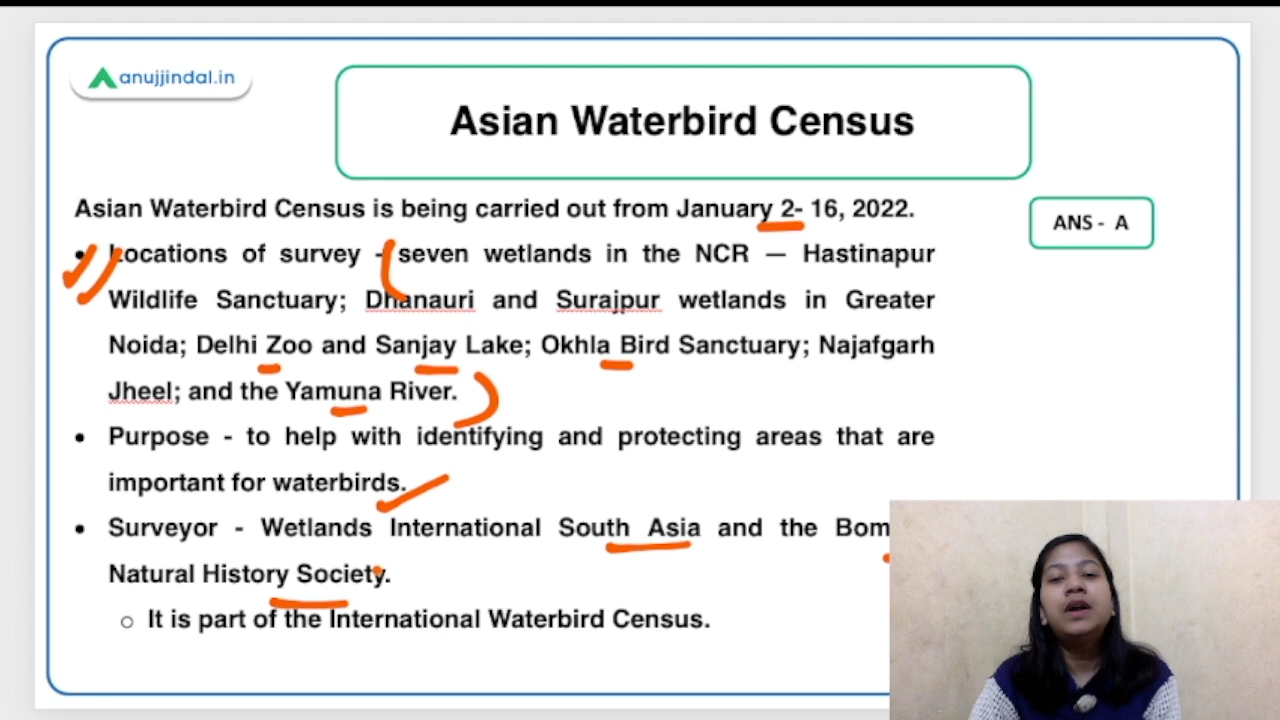 anujjindal.in
Asian Waterbird Census
Asian Waterbird Census is being carried out from January 2- 16, 2022.
ANS - A
• Locations of survey - seven wetlands in the NCR — Hastinapur
Wildlife Sanctuary; Dhanauri and Surajpur wetlands in Greater
Noida; Delhi Zoo and Sanjay Lake; Okhla Bird Sanctuary; Najafgarh
Jheel; and the Yamuna River.
• Purpose - to help with identifying and protecting areas that are
important for waterbirds.
• Surveyor - Wetlands International South Asia and the Bom
Natural History Society.
○ It is part of the International Waterbird Census.